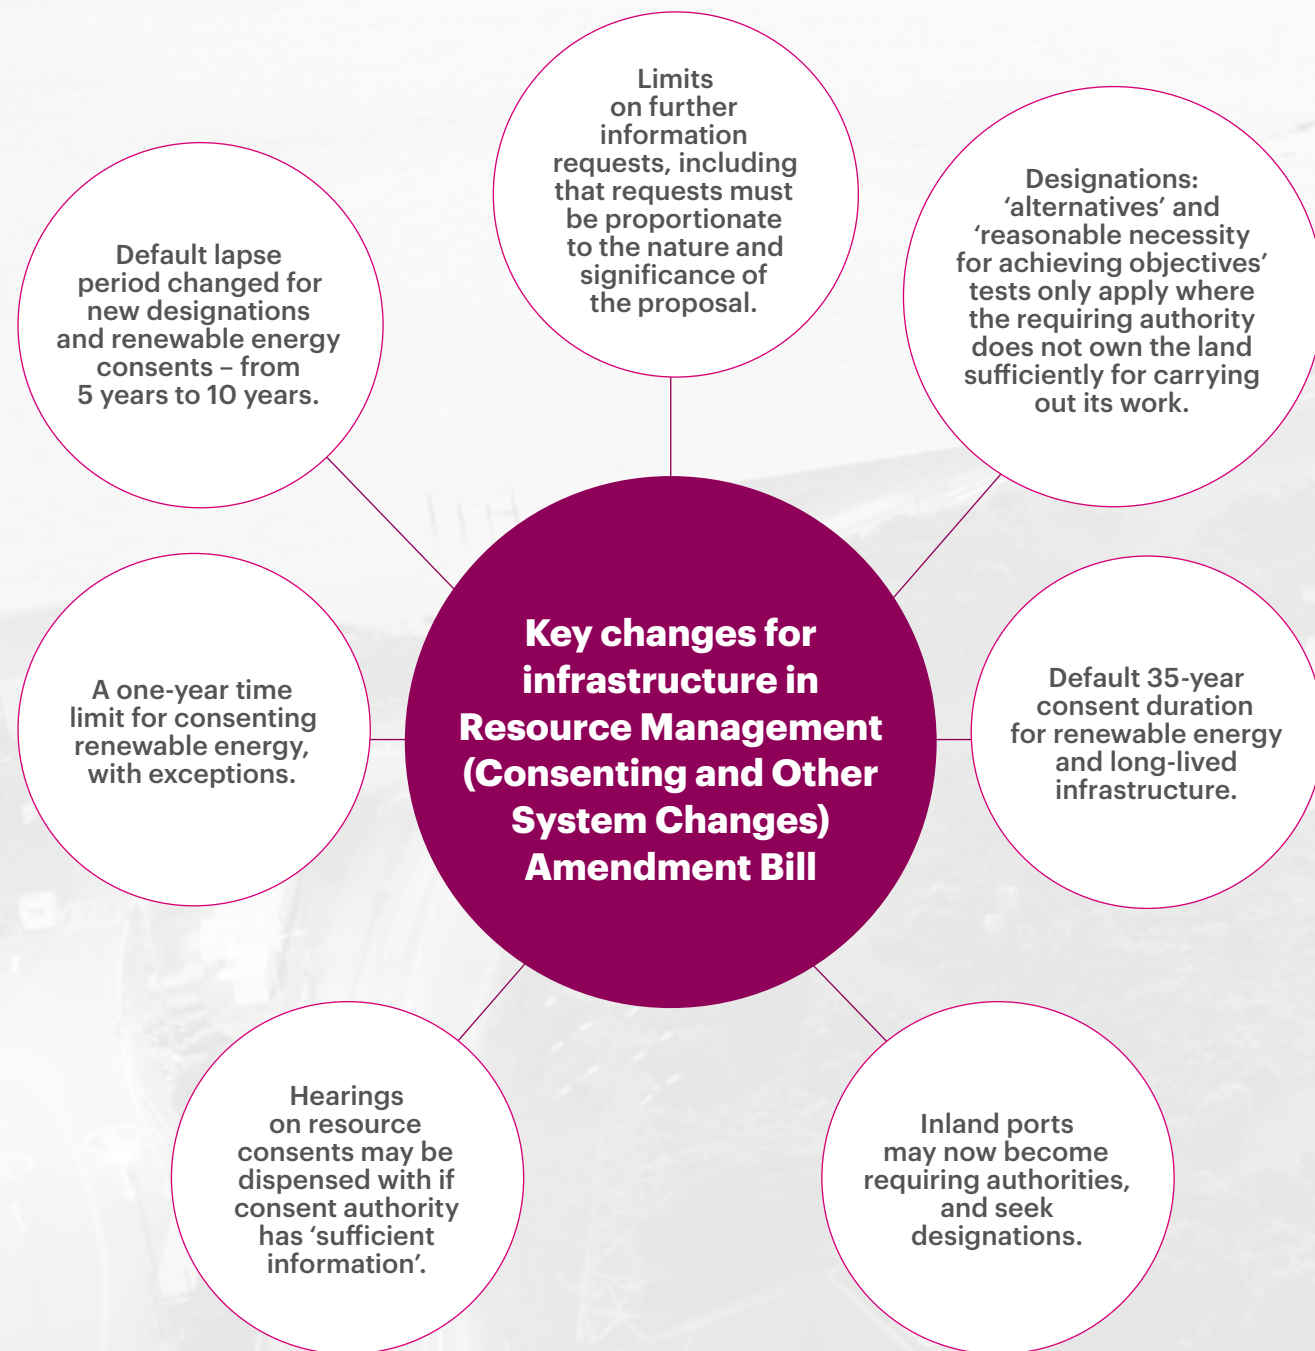 Limits
on further
information
requests, including
that requests must
be proportionate
to the nature and
significance of
the proposal.
Designations:
‘alternatives’ and
‘reasonable necessity
for achieving objectives’
tests only apply where
the requiring authority
does not own the land
sufficiently for carrying
out its work.
Default lapse
period changed for
new designations
and renewable energy
consents – from
5 years to 10 years.
Key changes for
infrastructure in
Resource Management
(Consenting and Other
System Changes)
Amendment Bill
A one-year time
limit for consenting
renewable energy,
with exceptions.
Default 35-year
consent duration
for renewable energy
and long-lived
infrastructure.
Hearings
on resource
consents may be
dispensed with if
consent authority
has ‘sufficient
information’.
Inland ports
may now become
requiring authorities,
and seek
designations.